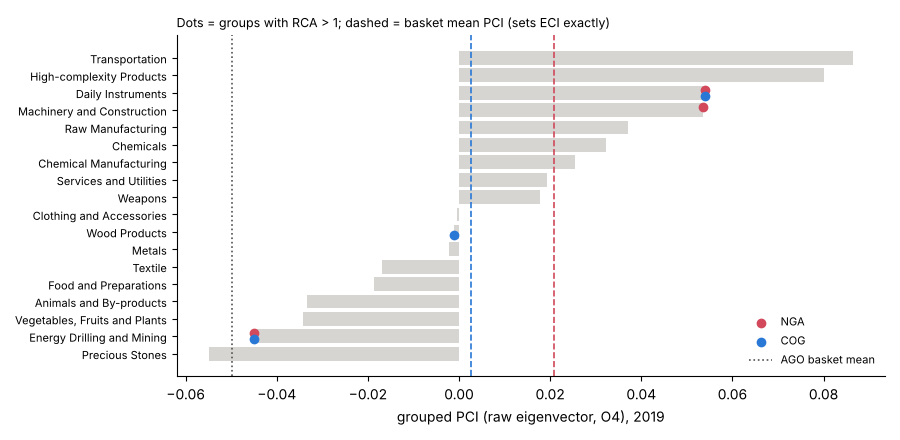 Dots = groups with RCA > 1; dashed = basket mean PCI (sets ECI exactly)
Transportation
High-complexity Products
Daily Instruments
Machinery and Construction
Raw Manufacturing
Chemicals
Chemical Manufacturing
Services and Utilities
Weapons
Clothing and Accessories
Wood Products
Metals
Textile
Food and Preparations
Animals and By-products
Vegetables, Fruits and Plants
Energy Drilling and Mining
Precious Stones
NGA
COG
AGO basket mean
−0.06 −0.04 −0.02 0.00 0.02 0.04 0.06 0.08
grouped PCI (raw eigenvector, O4), 2019